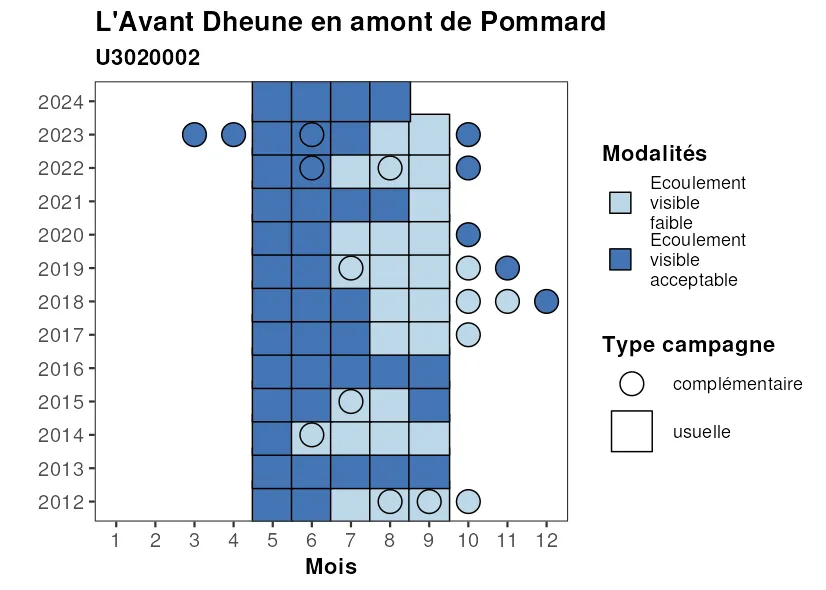 L'Avant Dheune en amont de Pommard
U3020002
2024
2023
2022
2021
2020
2019
2018
2017
2016
2015
2014
2013
2012
1 2 3 4 5 6 7 8 9 10 11 12
Mois
Modalités
Ecoulement
visible
faible
Ecoulement
visible
acceptable
Type campagne
complémentaire
usuelle